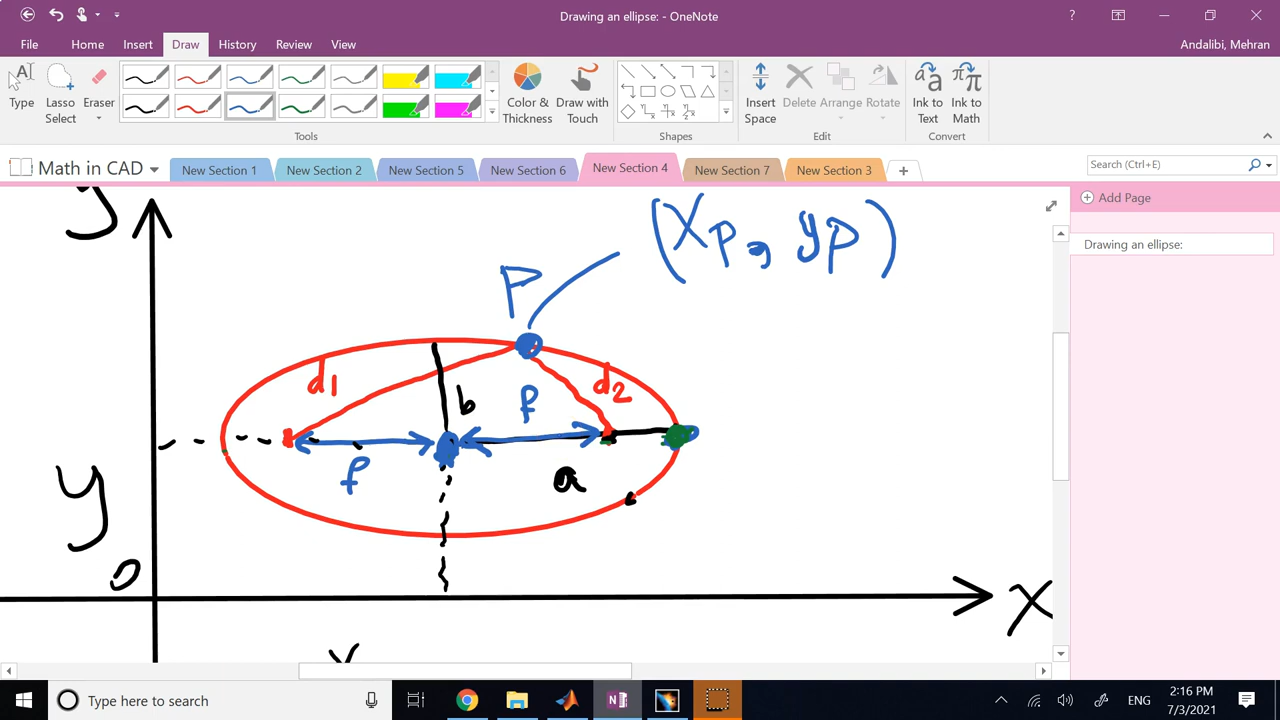 Drawing an ellipse: - OneNote
?
File Home Insert Draw History Review View
Andalibi, Mehran
Type
Lasso Select
Eraser
Color & Thickness
Draw with Touch
Insert Space
Delete
Arrange
Rotate
Ink to Text
Ink to Math
Tools
Shapes
Edit
Convert
Math in CAD
New Section 1
New Section 2
New Section 5
New Section 6
New Section 4
New Section 7
New Section 3
Search (Ctrl+E)
Add Page
Drawing an ellipse:
y
(xp, yp)
P
d1
d2
b
f
f
a
y0
x
Type here to search
ENG
2:16 PM
7/3/2021